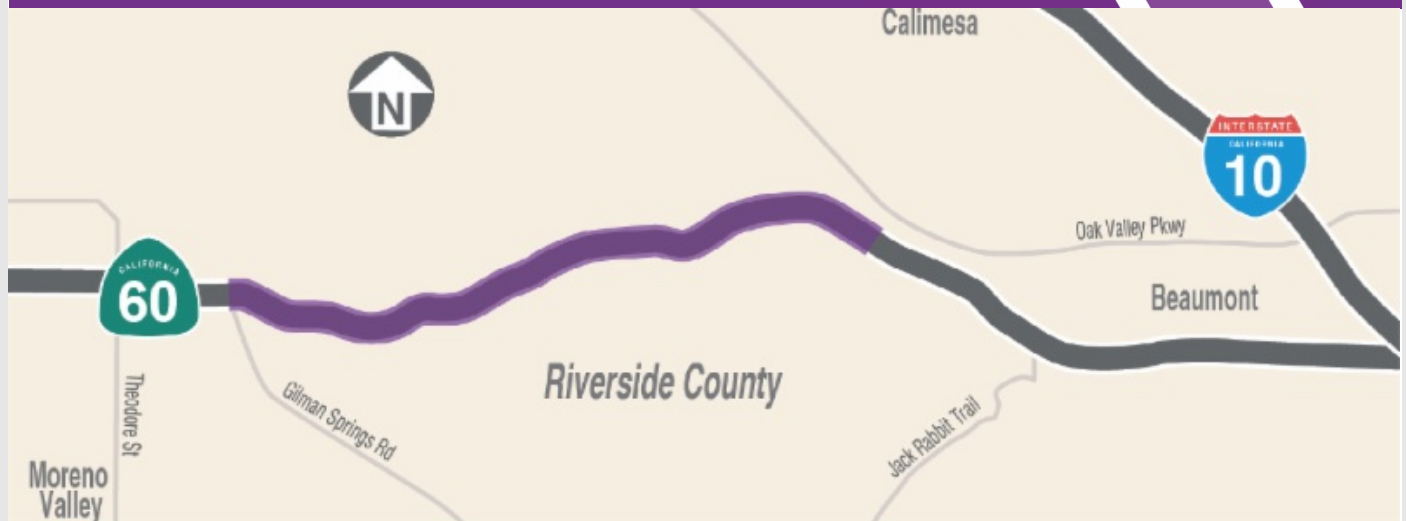 Calimesa
N
INTERSTATE
CALIFORNIA
10
Oak Valley Pkwy
CALIFORNIA
60
Beaumont
Riverside County
Theodore St
Gilman Springs Rd
Jack Rabbit Trail
Moreno
Valley